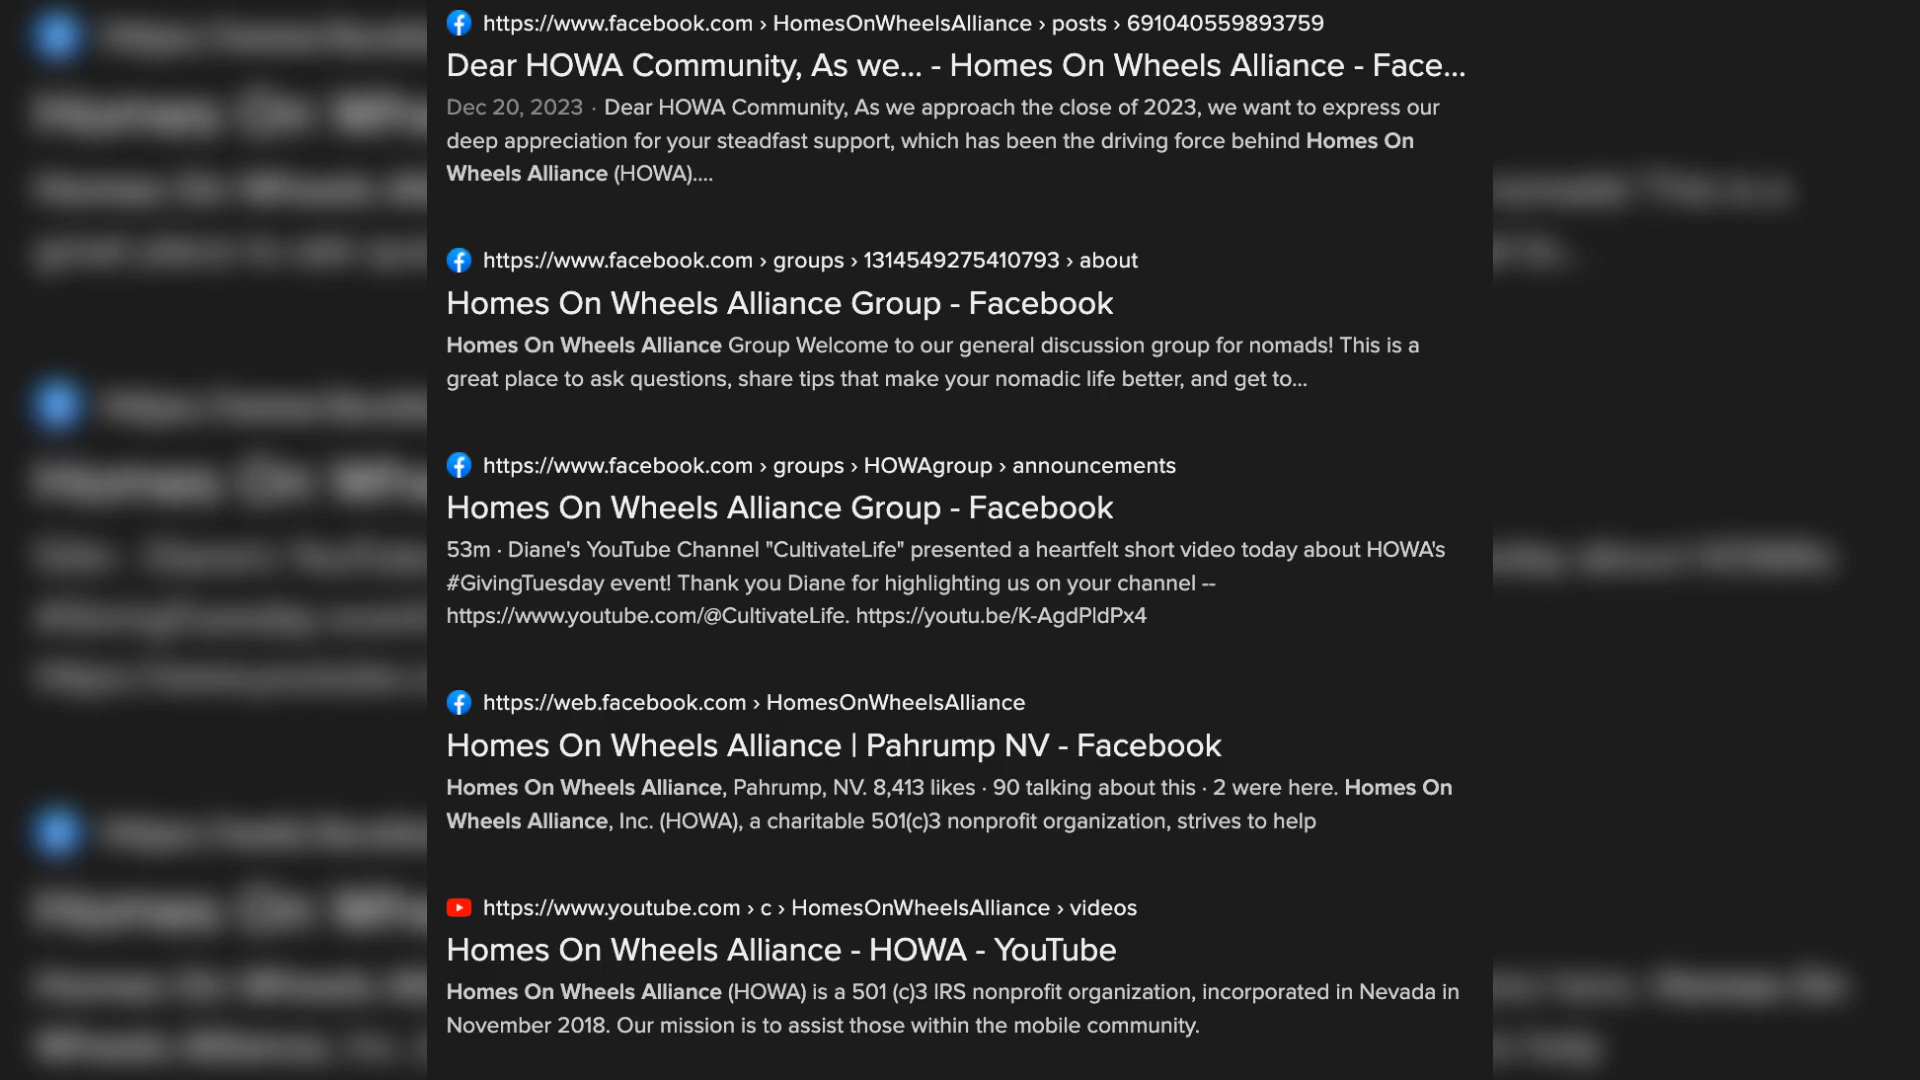 https://www.facebook.com › HomesOnWheelsAlliance › posts › 691040559893759
Dear HOWA Community, As we... - Homes On Wheels Alliance - Face...
Dec 20, 2023 · Dear HOWA Community, As we approach the close of 2023, we want to express our
deep appreciation for your steadfast support, which has been the driving force behind Homes On
Wheels Alliance (HOWA)....
https://www.facebook.com › groups › 1314549275410793 › about
Homes On Wheels Alliance Group - Facebook
Homes On Wheels Alliance Group Welcome to our general discussion group for nomads! This is a
great place to ask questions, share tips that make your nomadic life better, and get to...
https://www.facebook.com › groups › HOWAgroup › announcements
Homes On Wheels Alliance Group - Facebook
53m · Diane's YouTube Channel "CultivateLife" presented a heartfelt short video today about HOWA's
#GivingTuesday event! Thank you Diane for highlighting us on your channel --
https://www.youtube.com/@CultivateLife. https://youtu.be/K-AgdPldPx4
https://web.facebook.com › HomesOnWheelsAlliance
Homes On Wheels Alliance | Pahrump NV - Facebook
Homes On Wheels Alliance, Pahrump, NV. 8,413 likes · 90 talking about this · 2 were here. Homes On
Wheels Alliance, Inc. (HOWA), a charitable 501(c)3 nonprofit organization, strives to help
https://www.youtube.com › c › HomesOnWheelsAlliance › videos
Homes On Wheels Alliance - HOWA - YouTube
Homes On Wheels Alliance (HOWA) is a 501 (c)3 IRS nonprofit organization, incorporated in Nevada in
November 2018. Our mission is to assist those within the mobile community.